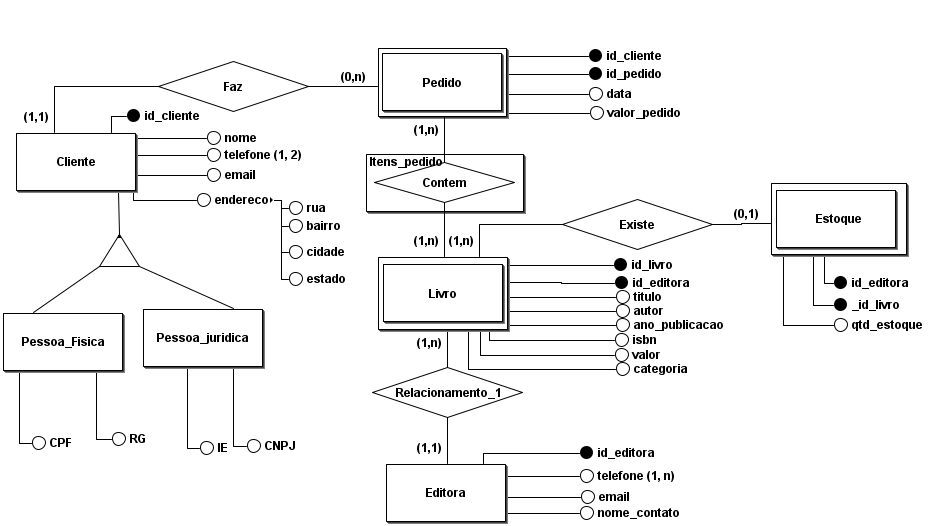 id_cliente
Faz
(0,n)
Pedido
id_pedido
data
valor_pedido
(1,1)
id_cliente
(1,n)
nome
Cliente
telefone (1, 2)
email
Itens_pedido
Contem
endereco
rua
bairro
cidade
estado
Existe
(0,1)
Estoque
(1,n)
(1,n)
id_livro
id_editora
Livro
titulo
autor
ano_publicacao
isbn
valor
categoria
id_editora
_id_livro
qtd_estoque
Pessoa_Fisica
Pessoa_juridica
(1,n)
Relacionamento_1
CPF
RG
IE
CNPJ
(1,1)
id_editora
telefone (1, n)
Editora
email
nome_contato